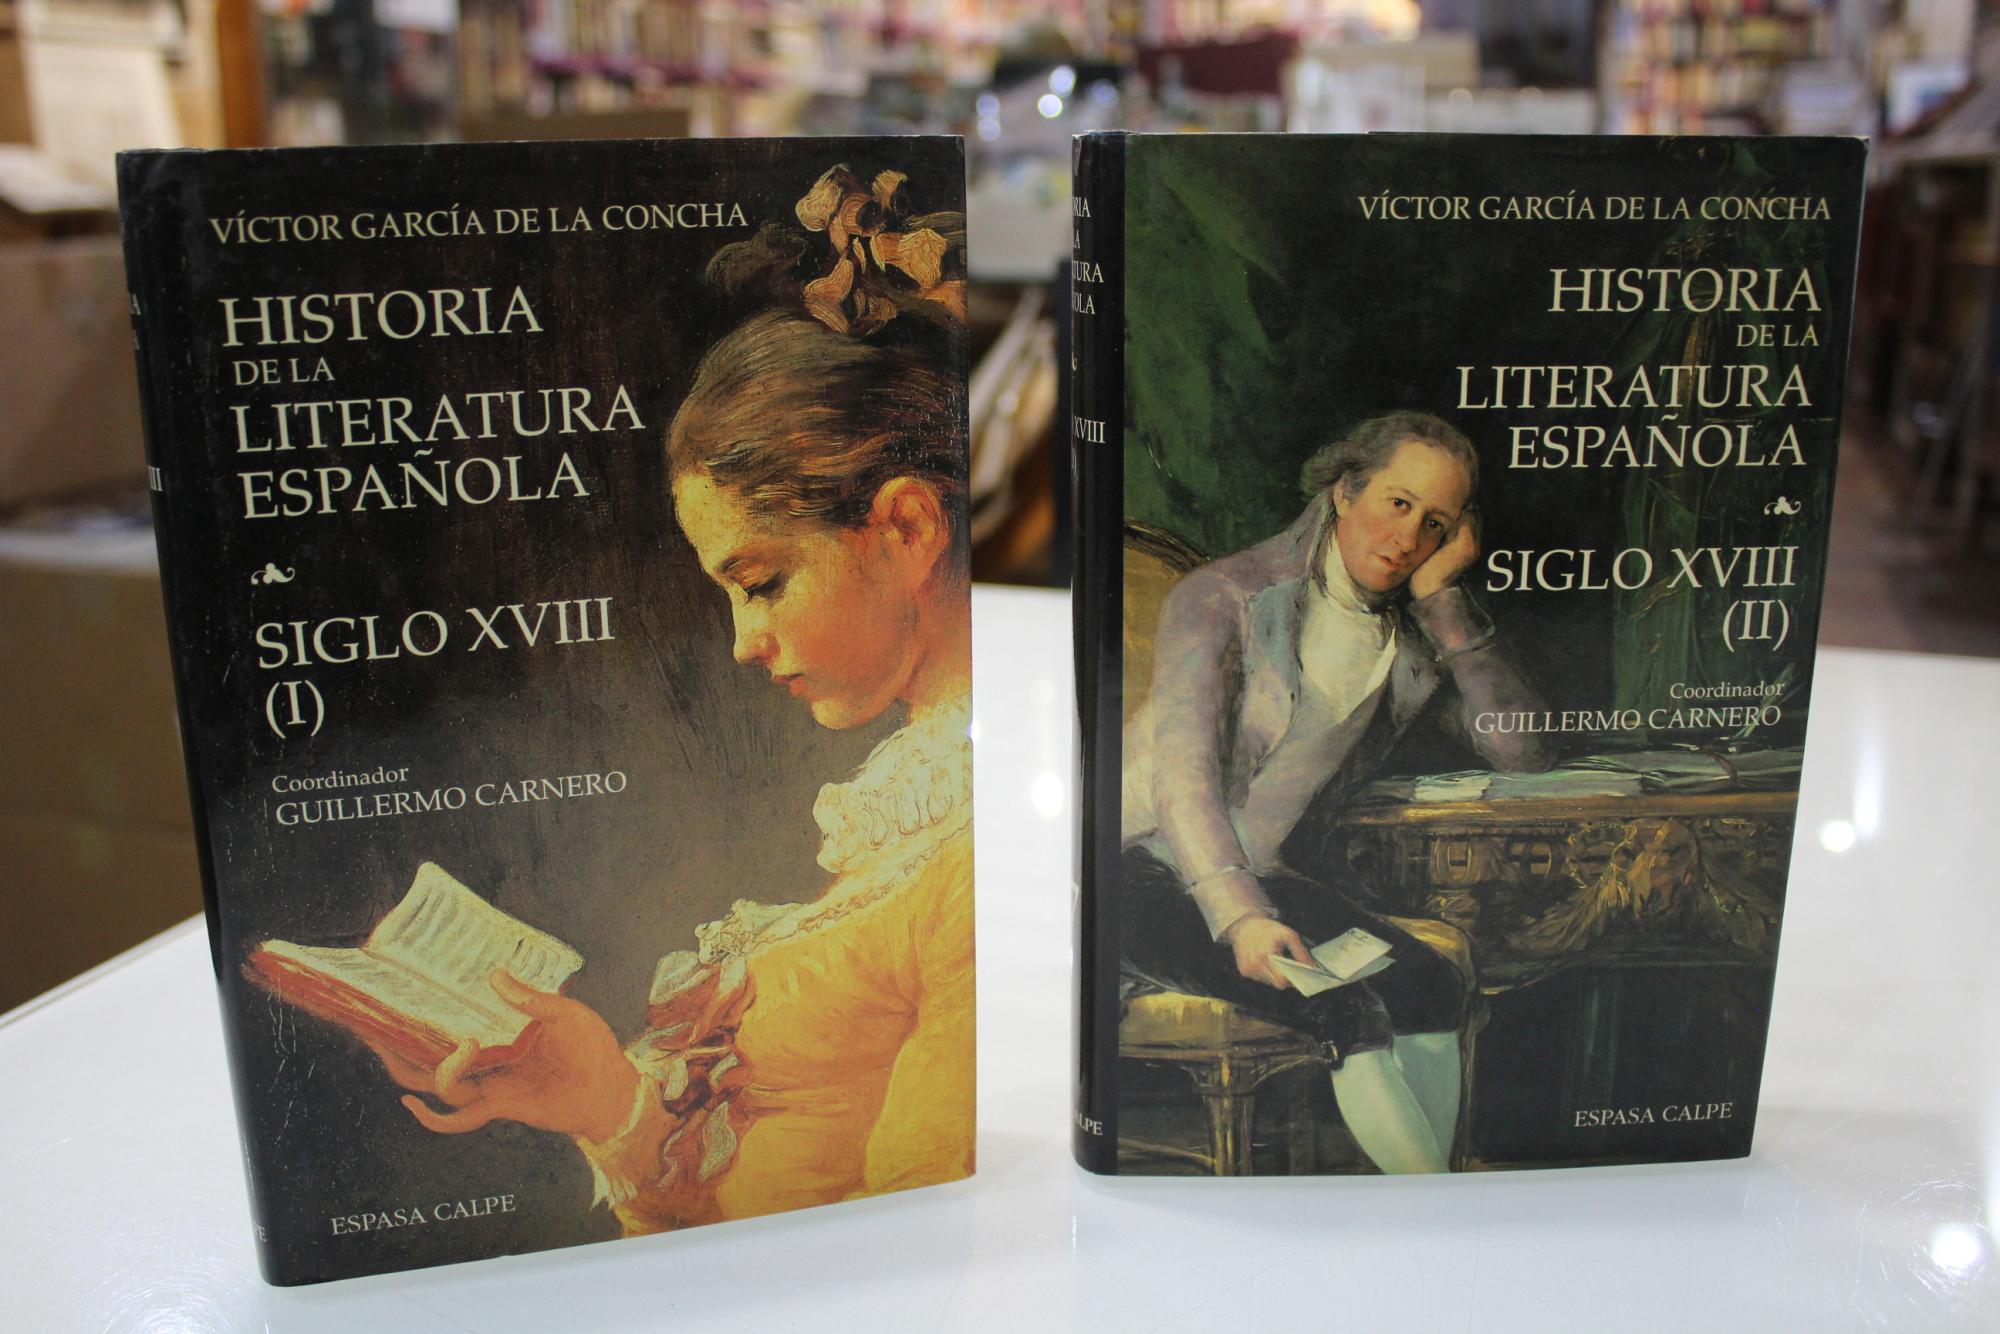 VÍCTOR GARCÍA DE LA CONCHA
HISTORIA
DE LA
LITERATURA
ESPAÑOLA
SIGLO XVIII
(I)
Coordinador
GUILLERMO CARNERO
ESPASA CALPE
VÍCTOR GARCÍA DE LA CONCHA
HISTORIA
DE LA
LITERATURA
ESPAÑOLA
SIGLO XVIII
(II)
Coordinador
GUILLERMO CARNERO
ESPASA CALPE